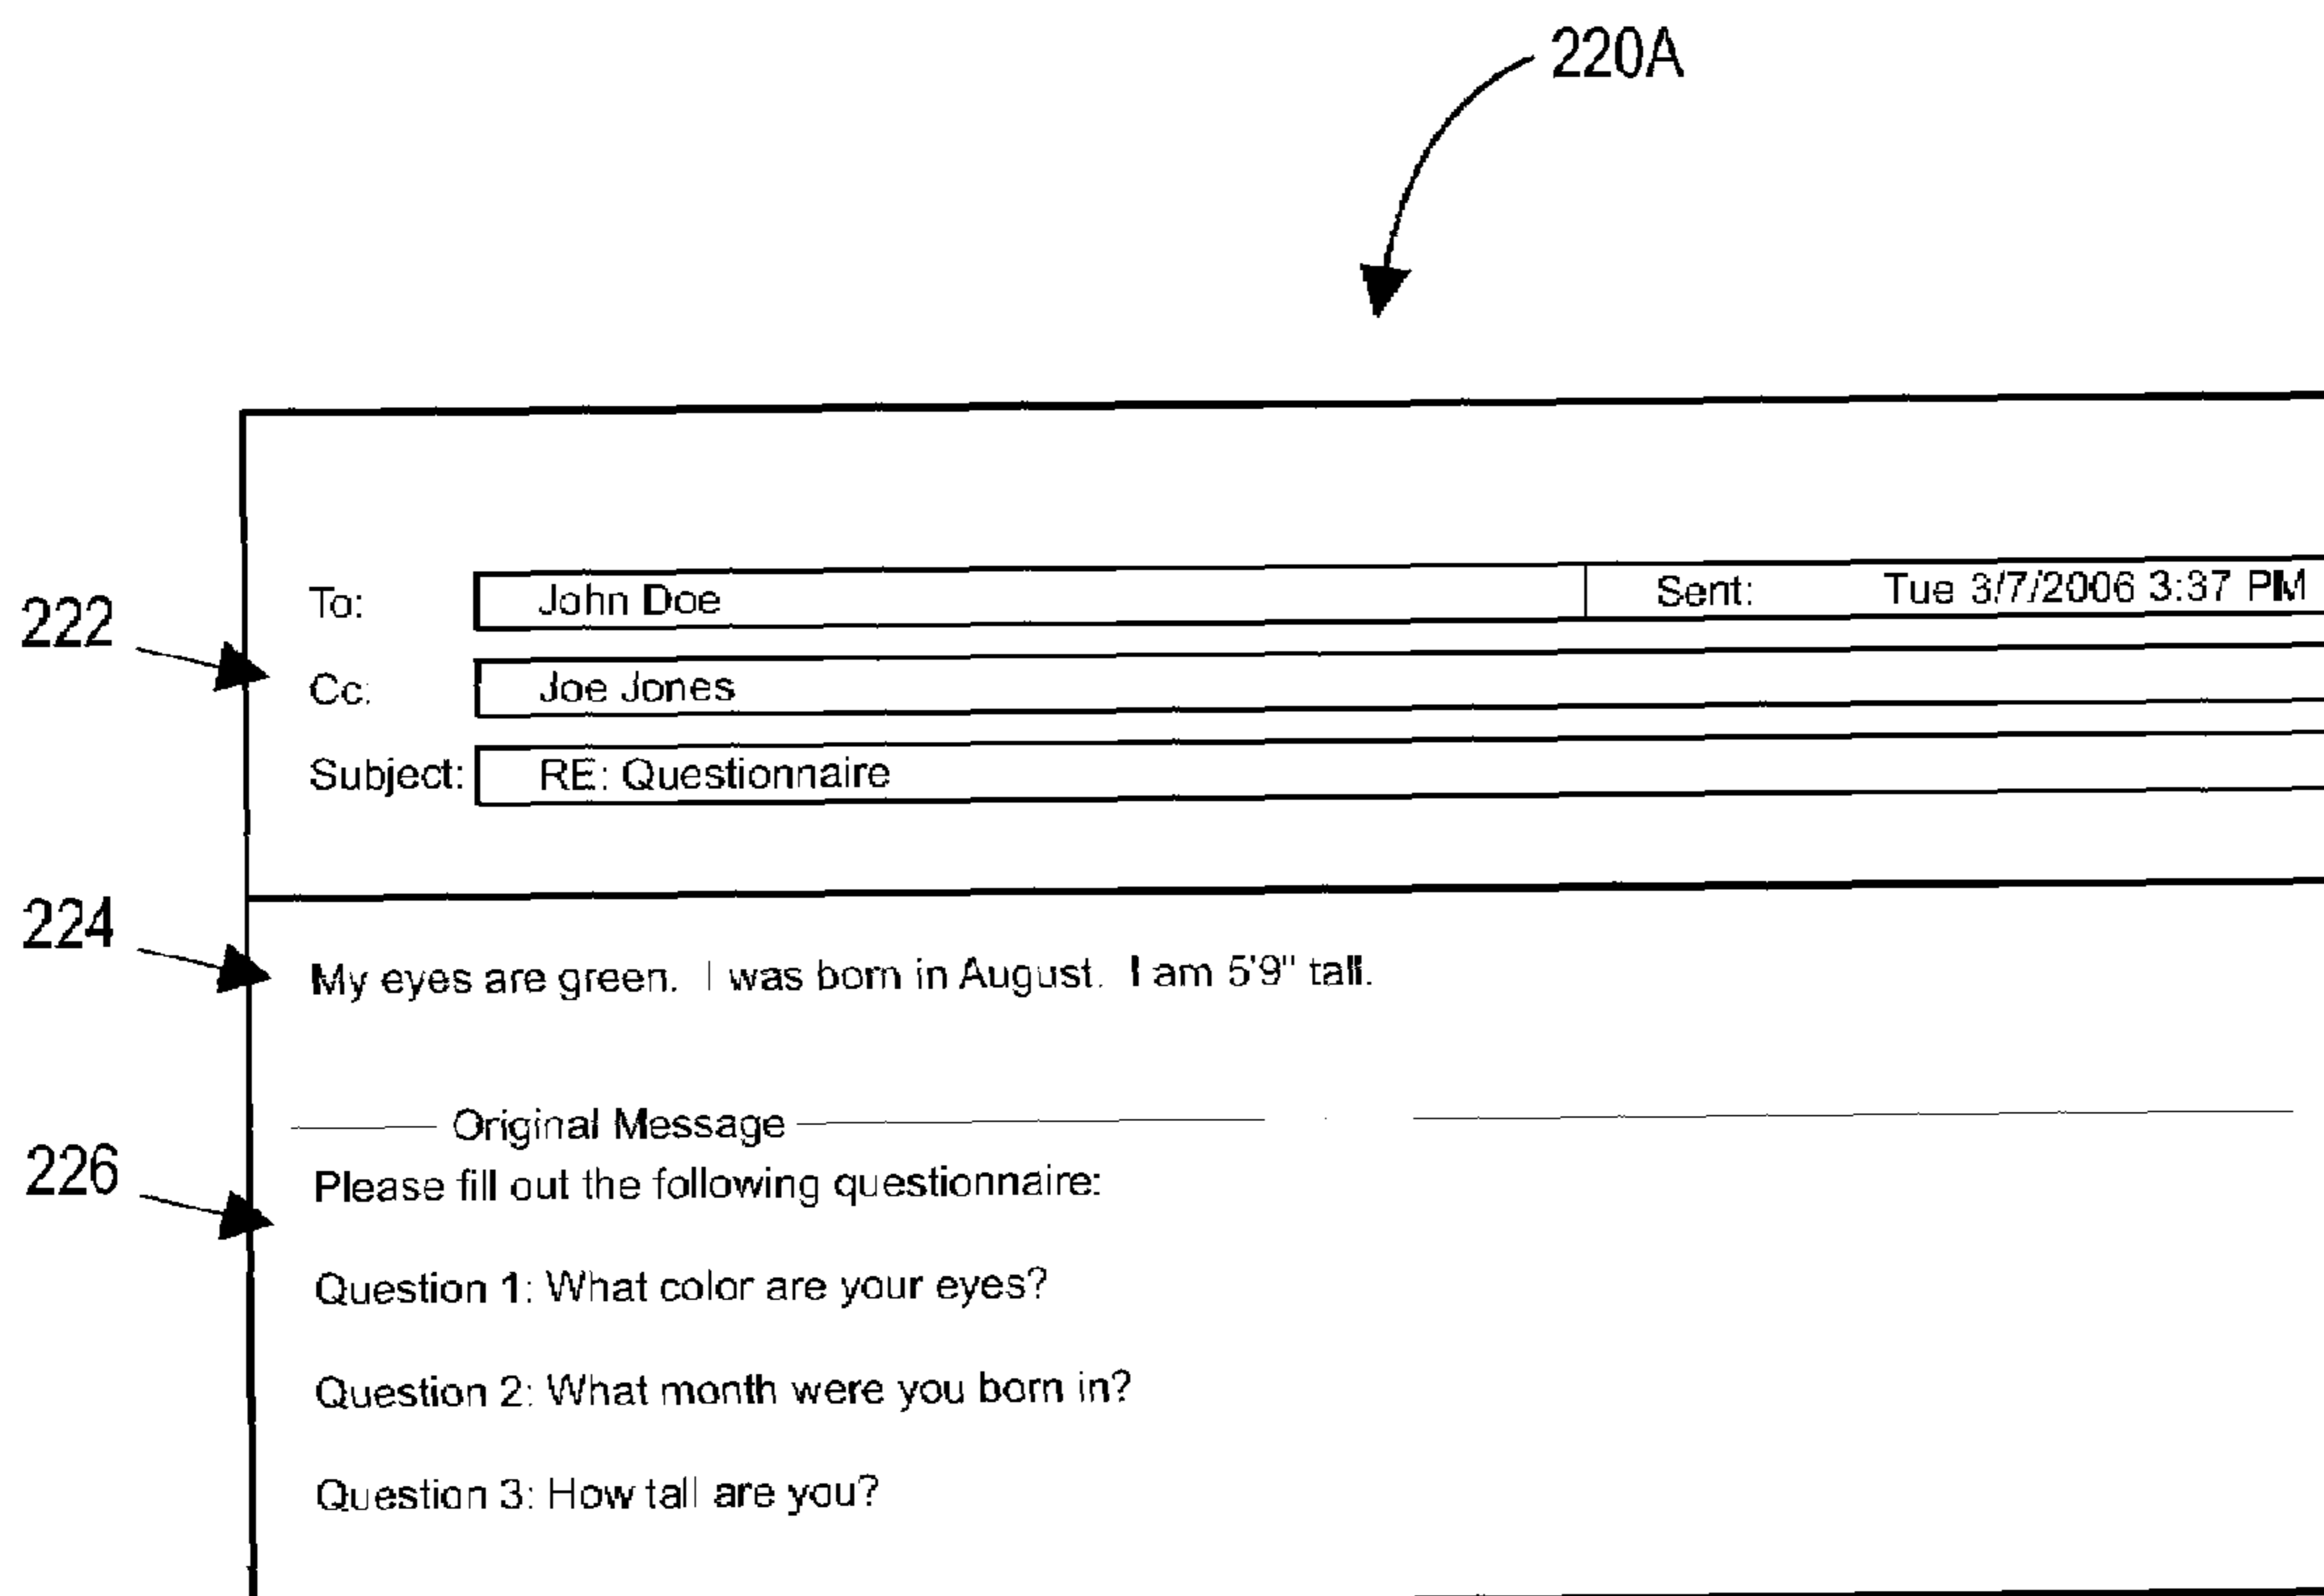 220A
To: John Doe Sent: Tue 3/7/2006 3:37 PM
222
Cc: Joe Jones
Subject: RE: Questionnaire
224
My eyes are green. I was born in August. I am 5'9" tall.
Original Message
226
Please fill out the following questionnaire:
Question 1: What color are your eyes?
Question 2: What month were you born in?
Question 3: How tall are you?